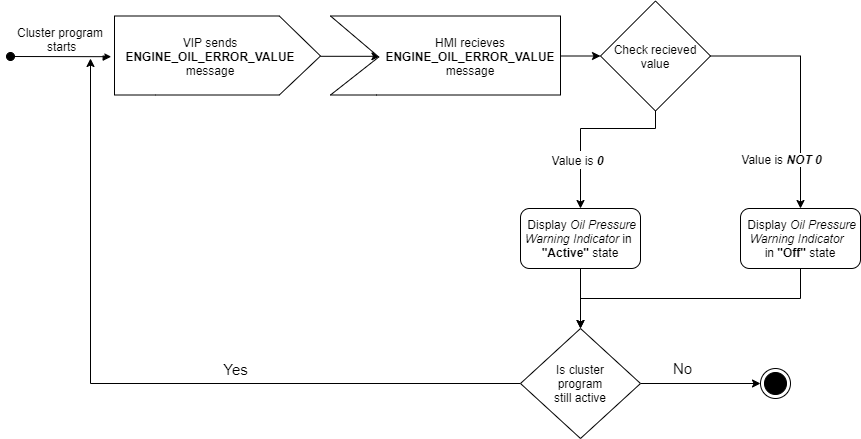 Cluster program
starts
VIP sends
ENGINE_OIL_ERROR_VALUE
message
HMI recieves
ENGINE_OIL_ERROR_VALUE
message
Check recieved
value
Value is 0
Value is NOT 0
Display Oil Pressure
Warning Indicator in
"Active" state
Display Oil Pressure
Warning Indicator
in "Off" state
Is cluster
program
still active
Yes
No